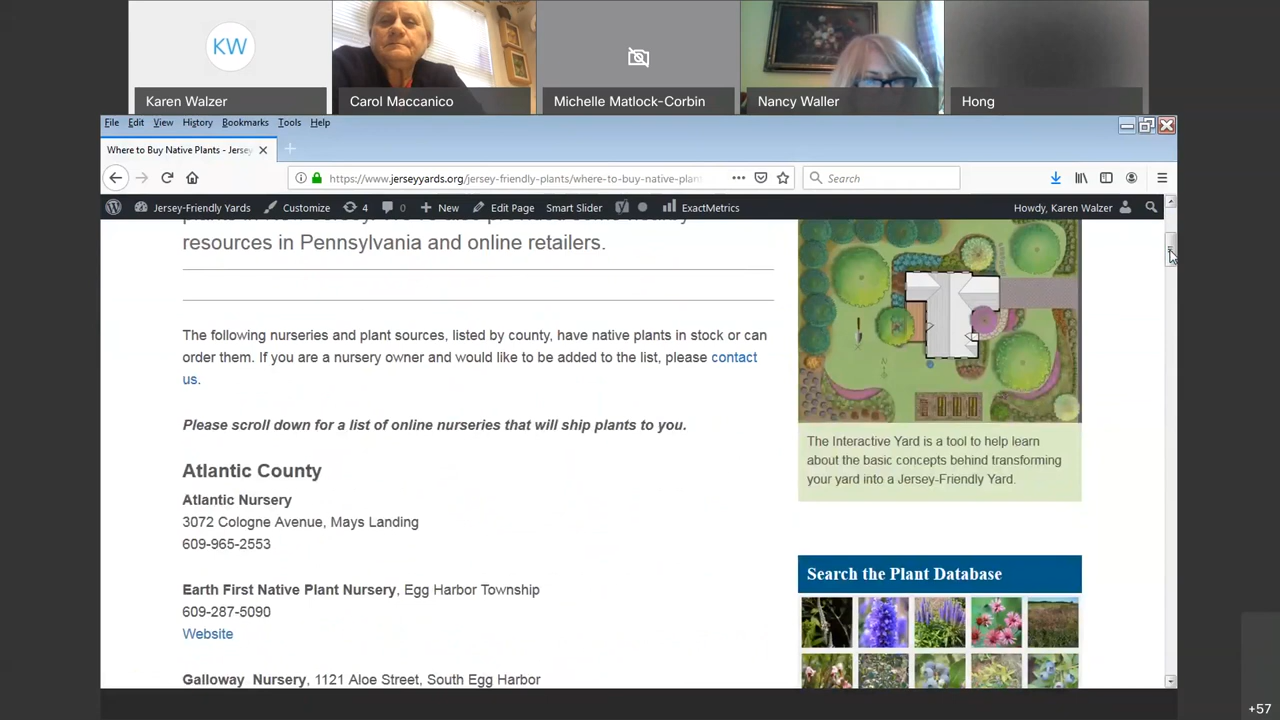 KW
Karen Walzer
Carol Maccanico
Michelle Matlock-Corbin
Nancy Waller
Hong
File Edit View History Bookmarks Tools Help
Where to Buy Native Plants - Jersey
https://www.jerseyyards.org/jersey-friendly-plants/where-to-buy-native-plan
Search
Jersey-Friendly Yards Customize 4 0 New Edit Page Smart Slider ExactMetrics Howdy, Karen Walzer
resources in Pennsylvania and online retailers.
The following nurseries and plant sources, listed by county, have native plants in stock or can
order them. If you are a nursery owner and would like to be added to the list, please contact
us.
Please scroll down for a list of online nurseries that will ship plants to you.
Atlantic County
Atlantic Nursery
3072 Cologne Avenue, Mays Landing
609-965-2553
Earth First Native Plant Nursery, Egg Harbor Township
609-287-5090
Website
Galloway Nursery, 1121 Aloe Street, South Egg Harbor
The Interactive Yard is a tool to help learn
about the basic concepts behind transforming
your yard into a Jersey-Friendly Yard.
Search the Plant Database
+57